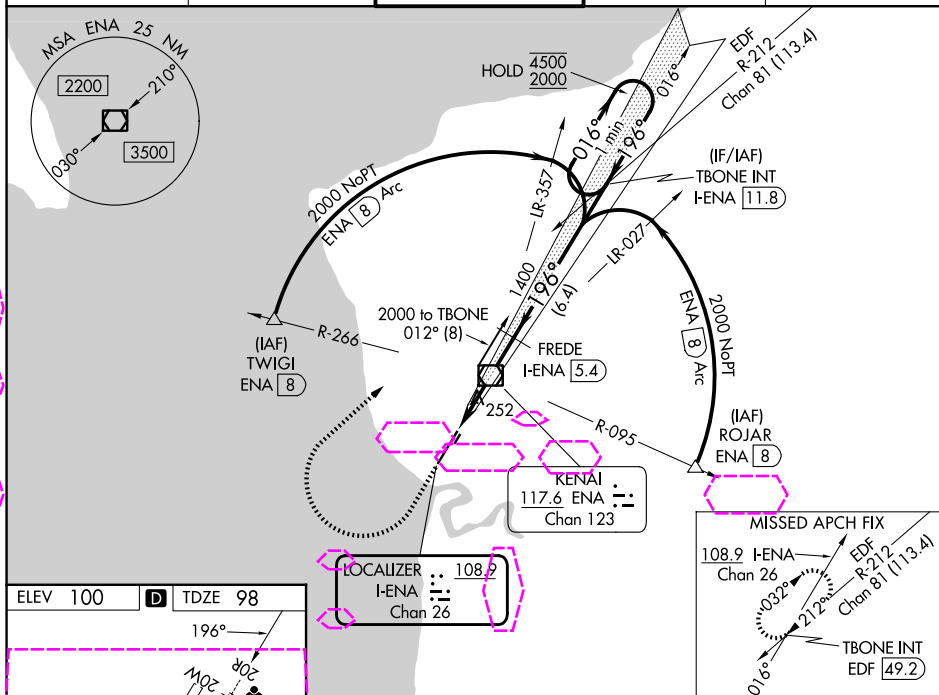 MSA ENA 25 NM
2200
210°
030°
3500
HOLD 4500
2000
016°
1 min
196°
016°
EDF
R-212
Chan 81 (113.4)
(IF/IAF)
TBONE INT
I-ENA 11.8
2000 NoPT
ENA 8 Arc
LR-357
LR-027
1400
196°
(6.4)
2000 to TBONE
012° (8)
FREDE
I-ENA 5.4
2000 NoPT
ENA 8 Arc
R-266
(IAF)
TWIGI
ENA 8
252
R-095
(IAF)
ROJAR
ENA 8
KENAI
117.6 ENA
Chan 123
LOCALIZER 108.9
I-ENA
Chan 26
MISSED APCH FIX
108.9 I-ENA
Chan 26
EDF
R-212
Chan 81 (113.4)
032°
212°
TBONE INT
EDF 49.2
016°
ELEV 100 D TDZE 98
196°
20W
20R